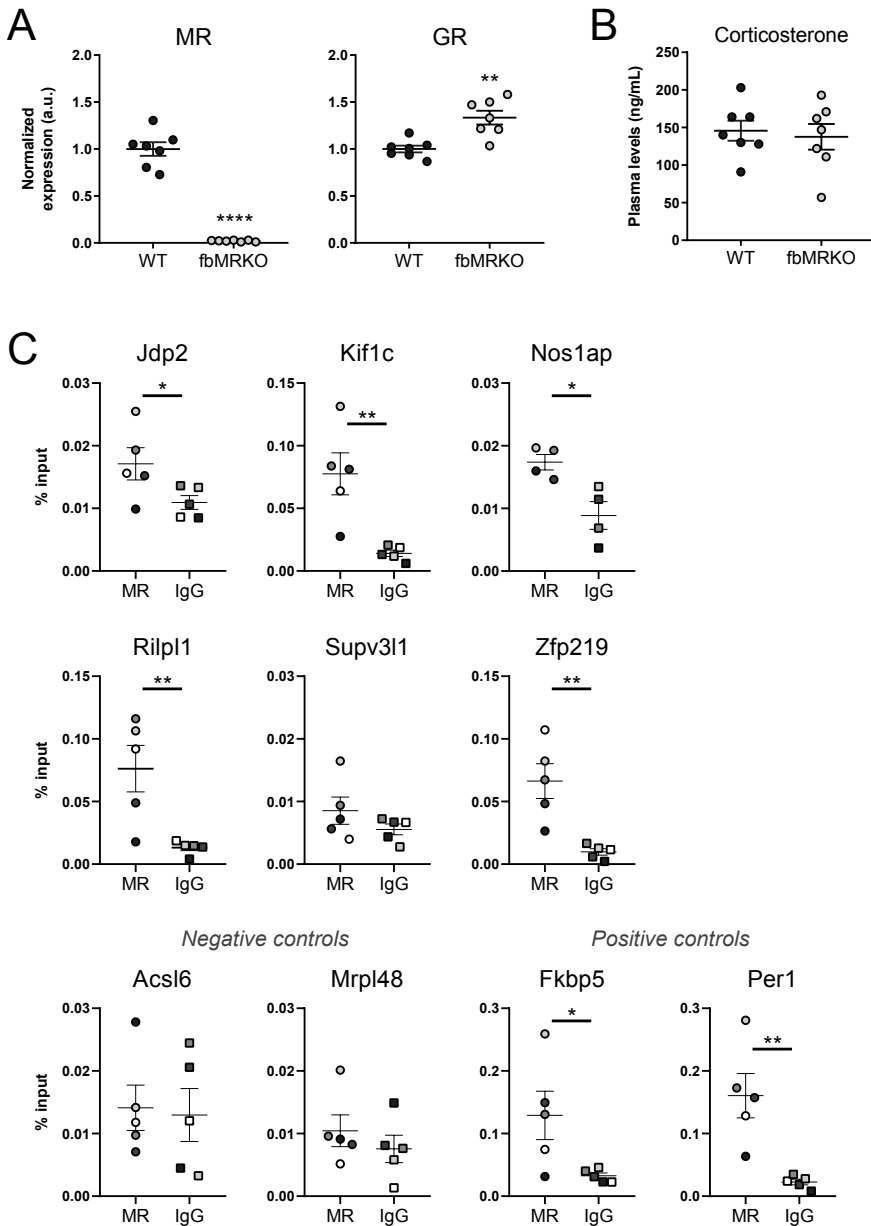 A
MR
Normalized
expression (a.u.)
2.0
1.5
1.0
0.5
0.0
****
WT
fbMRKO
GR
2.0
1.5
1.0
0.5
0.0
**
WT
fbMRKO
B
Corticosterone
Plasma levels (ng/mL)
250
200
150
100
50
0
WT
fbMRKO
C
Jdp2
% input
0.03
0.02
0.01
0.00
*
MR
IgG
Kif1c
0.15
0.10
0.05
0.00
**
MR
IgG
Nos1ap
0.03
0.02
0.01
0.00
*
MR
IgG
Rilpl1
% input
0.15
0.10
0.05
0.00
**
MR
IgG
Supv3l1
0.03
0.02
0.01
0.00
MR
IgG
Zfp219
0.15
0.10
0.05
0.00
**
MR
IgG
Negative controls
Positive controls
Acsl6
% input
0.03
0.02
0.01
0.00
MR
IgG
Mrpl48
0.03
0.02
0.01
0.00
MR
IgG
Fkbp5
0.3
0.2
0.1
0.0
*
MR
IgG
Per1
0.3
0.2
0.1
0.0
**
MR
IgG